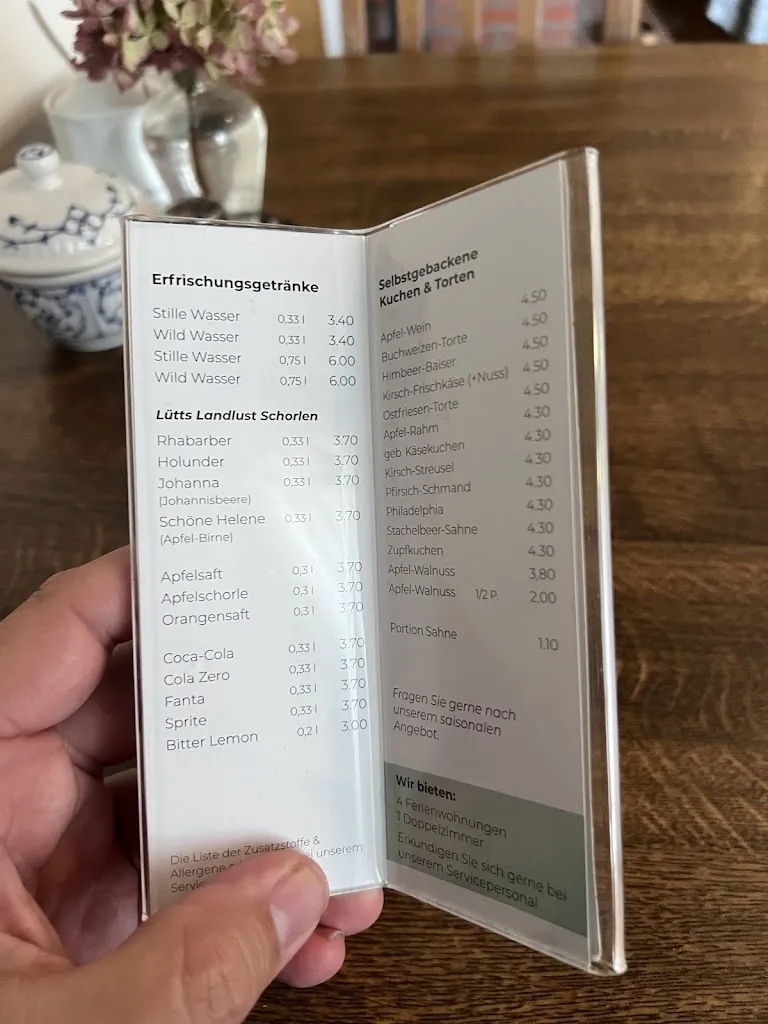 Erfrischungsgetränke
Stille Wasser 0,33 l 3.40
Wild Wasser 0,33 l 3.40
Stille Wasser 0,75 l 6.00
Wild Wasser 0,75 l 6.00
Lütts Landlust Schorlen
Rhabarber 0,33 l 3.70
Holunder 0,33 l 3.70
Johanna 0,33 l 3.70
(Johannisbeere)
Schöne Helene 0,33 l 3.70
(Apfel-Birne)
Apfelsaft 0,3 l 3.70
Apfelschorle 0,3 l 3.70
Orangensaft 0,3 l 3.70
Coca-Cola 0,33 l 3.70
Cola Zero 0,33 l 3.70
Fanta 0,33 l 3.70
Sprite 0,33 l 3.70
Bitter Lemon 0,2 l 3.00
Die Liste der Zusatzstoffe &
Allergene unserem
Selbstgebackene
Kuchen & Torten
Apfel-Wein 4.50
Buchweizen-Torte 4.50
Himbeer-Baiser 4.50
Kirsch-Frischkäse (+Nuss) 4.50
Ostfriesen-Torte 4.50
Apfel-Rahm 4.30
geb. Käsekuchen 4.30
Kirsch-Streusel 4.30
Pfirsich-Schmand 4.30
Philadelphia 4.30
Stachelbeer-Sahne 4.30
Zupfkuchen 4.30
Apfel-Walnuss 3,80
Apfel-Walnuss 1/2 P. 2,00
Portion Sahne 1.10
Fragen Sie gerne nach
unserem saisonalen
Angebot.
Wir bieten:
4 Ferienwohnungen
1 Doppelzimmer
Erkundigen Sie sich gerne bei
unserem Servicepersonal